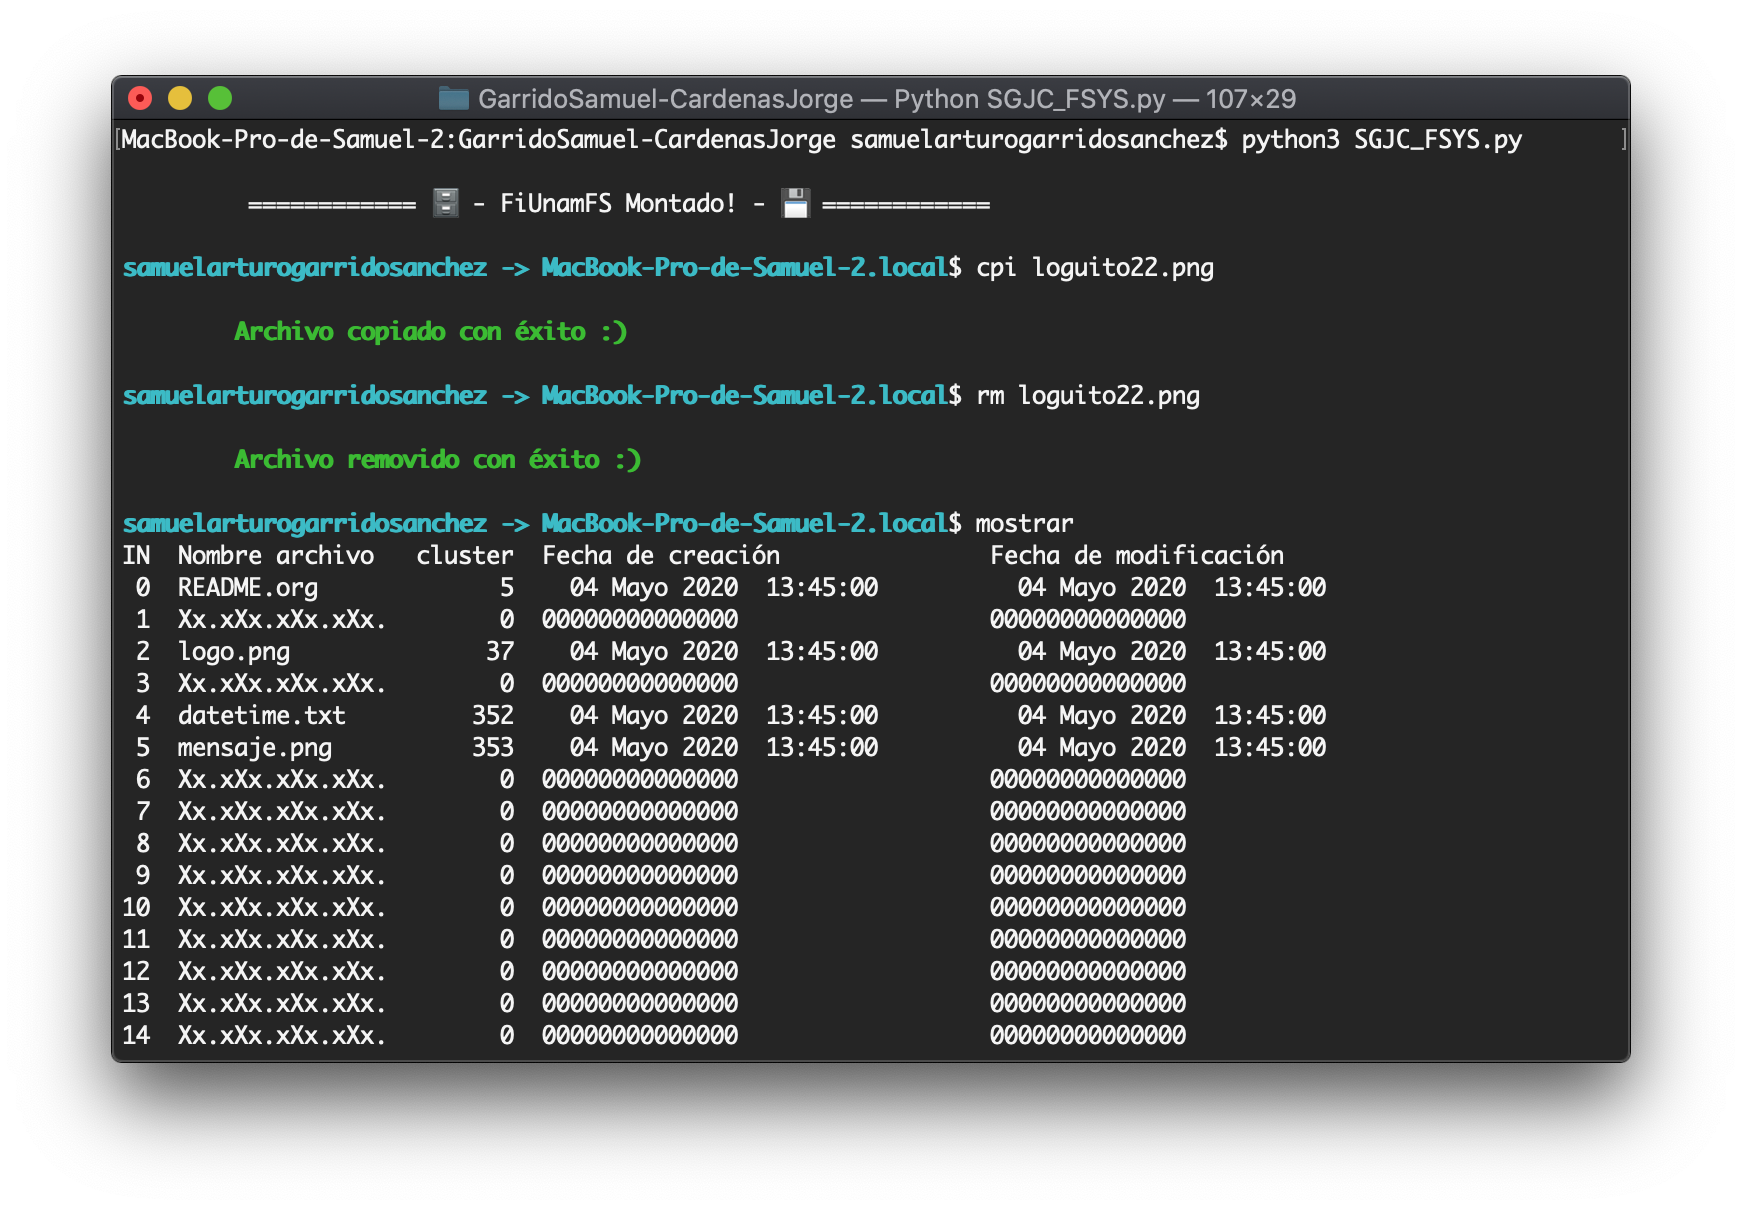 GarridoSamuel-CardenasJorge — Python SGJC_FSYS.py — 107×29
[MacBook-Pro-de-Samuel-2:GarridoSamuel-CardenasJorge samuelarturogarridosanchez$ python3 SGJC_FSYS.py ]
============ 🗄 - FiUnamFS Montado! - 💾 ============
samuelarturogarridosanchez -> MacBook-Pro-de-Samuel-2.local$ cpi loguito22.png
Archivo copiado con éxito :)
samuelarturogarridosanchez -> MacBook-Pro-de-Samuel-2.local$ rm loguito22.png
Archivo removido con éxito :)
samuelarturogarridosanchez -> MacBook-Pro-de-Samuel-2.local$ mostrar
IN Nombre archivo cluster Fecha de creación Fecha de modificación
0 README.org 5 04 Mayo 2020 13:45:00 04 Mayo 2020 13:45:00
1 Xx.xXx.xXx.xXx. 0 00000000000000 00000000000000
2 logo.png 37 04 Mayo 2020 13:45:00 04 Mayo 2020 13:45:00
3 Xx.xXx.xXx.xXx. 0 00000000000000 00000000000000
4 datetime.txt 352 04 Mayo 2020 13:45:00 04 Mayo 2020 13:45:00
5 mensaje.png 353 04 Mayo 2020 13:45:00 04 Mayo 2020 13:45:00
6 Xx.xXx.xXx.xXx. 0 00000000000000 00000000000000
7 Xx.xXx.xXx.xXx. 0 00000000000000 00000000000000
8 Xx.xXx.xXx.xXx. 0 00000000000000 00000000000000
9 Xx.xXx.xXx.xXx. 0 00000000000000 00000000000000
10 Xx.xXx.xXx.xXx. 0 00000000000000 00000000000000
11 Xx.xXx.xXx.xXx. 0 00000000000000 00000000000000
12 Xx.xXx.xXx.xXx. 0 00000000000000 00000000000000
13 Xx.xXx.xXx.xXx. 0 00000000000000 00000000000000
14 Xx.xXx.xXx.xXx. 0 00000000000000 00000000000000